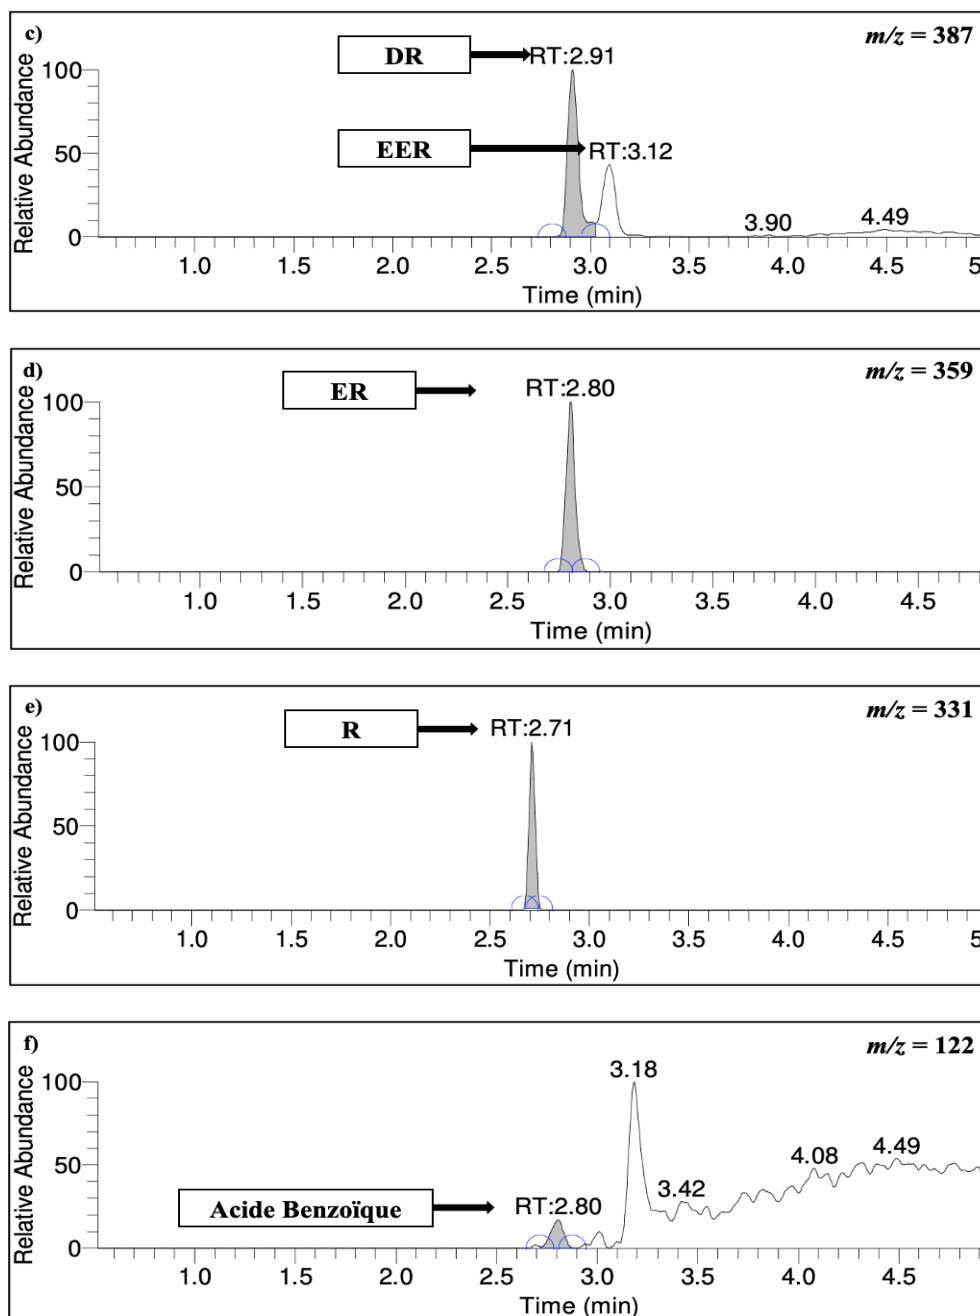 c)
m/z = 387
DR
RT:2.91
EER
RT:3.12
3.90
4.49
Relative Abundance
100
50
0
1.0 1.5 2.0 2.5 3.0 3.5 4.0 4.5 5
Time (min)
d)
m/z = 359
ER
RT:2.80
Relative Abundance
100
50
0
1.0 1.5 2.0 2.5 3.0 3.5 4.0 4.5
Time (min)
e)
m/z = 331
R
RT:2.71
Relative Abundance
100
50
0
1.0 1.5 2.0 2.5 3.0 3.5 4.0 4.5 5
Time (min)
f)
m/z = 122
3.18
4.08
4.49
3.42
Acide Benzoïque
RT:2.80
Relative Abundance
100
50
0
1.0 1.5 2.0 2.5 3.0 3.5 4.0 4.5
Time (min)